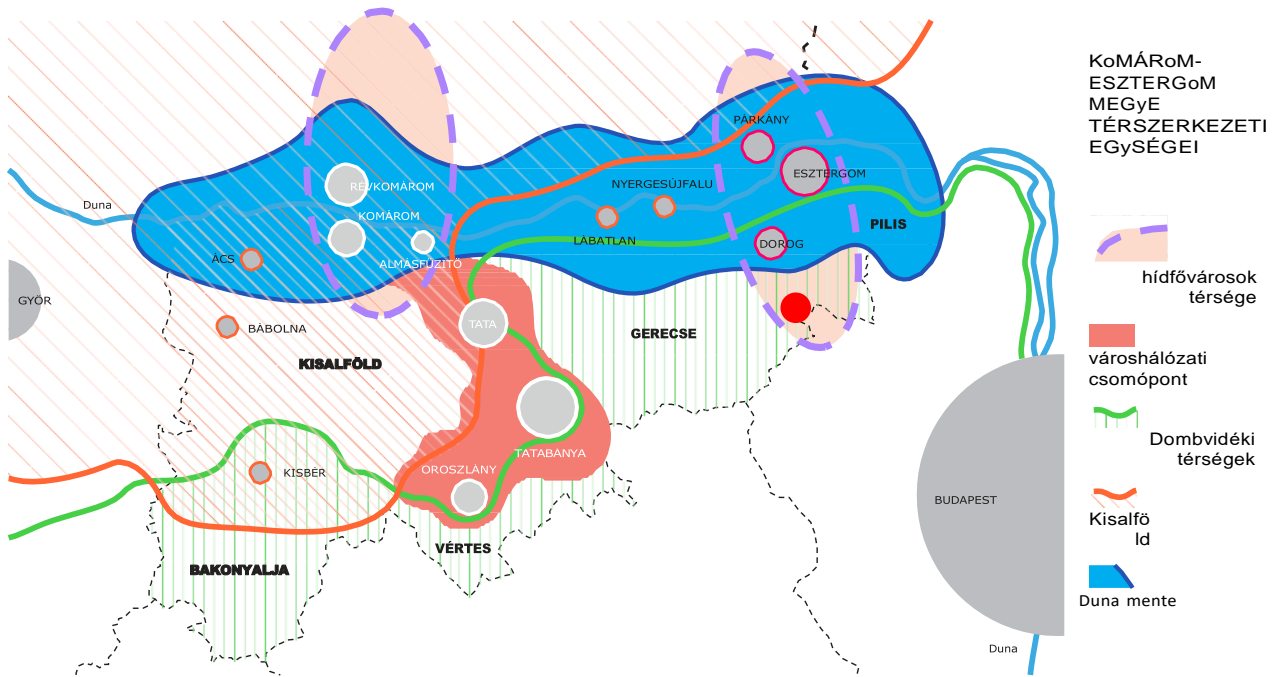 KoMÁRoM-
ESZTERGoM
MEGyE
TÉRSZERKEZETI
EGySÉGEI
PÁRKÁNY
ESZTERGOM
RÉVKOMÁROM
NYERGESÚJFALU
Duna
KOMÁROM
PILIS
LÁBATLAN
DOROG
ÁCS
ALMÁSFÜZITŐ
GYŐR
BÁBOLNA
TATA
GERECSE
KISALFÖLD
TATABANYA
OROSZLÁNY
KISBÉR
BUDAPEST
VÉRTES
BAKONYALJA
Duna
hídfővárosok
térsége
városhálózati
csomópont
Dombvidéki
térségek
Kisalfö
ld
Duna mente